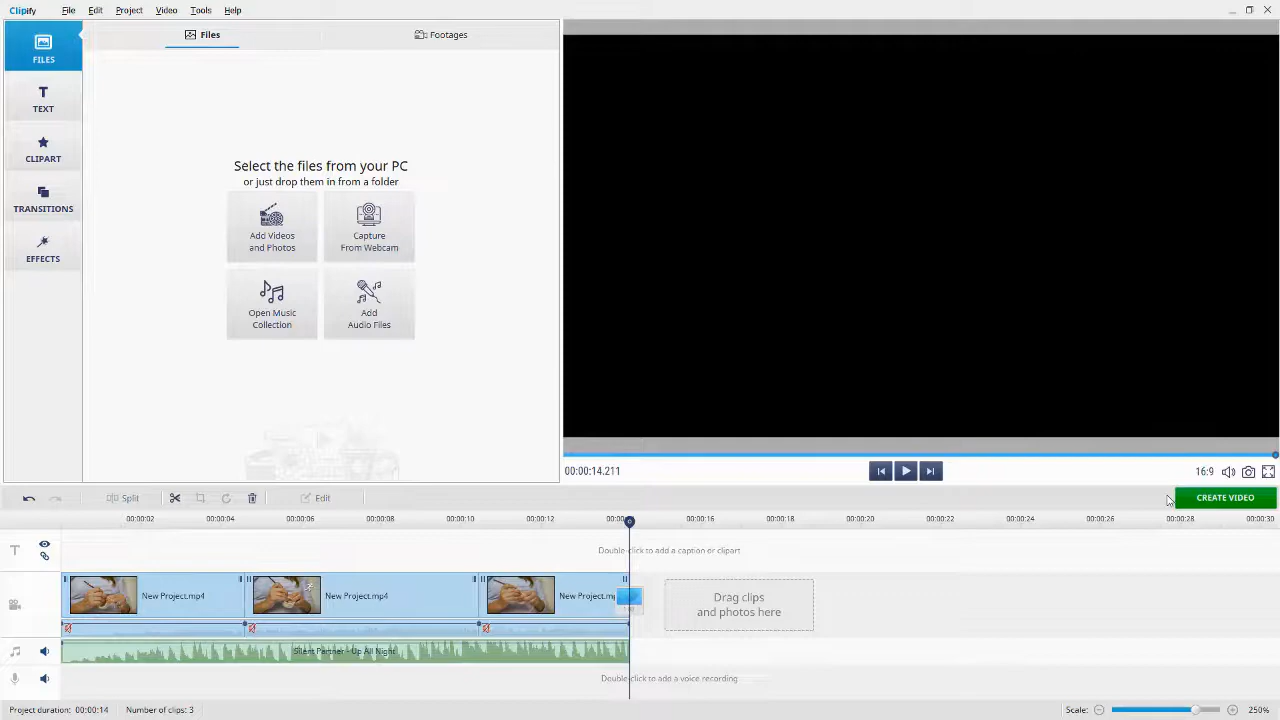 Clipify File Edit Project Video Tools Help
FILES
TEXT
CLIPART
TRANSITIONS
EFFECTS
Files
Footages
Select the files from your PC
or just drop them in from a folder
Add Videos
and Photos
Capture
From Webcam
Open Music
Collection
Add
Audio Files
00:00:14.211
16:9
Split
Edit
CREATE VIDEO
00:00:02 00:00:04 00:00:06 00:00:08 00:00:10 00:00:12 00:00: 00:00:16 00:00:18 00:00:20 00:00:22 00:00:24 00:00:26 00:00:28 00:00:30
Double-click to add a caption or clipart
New Project.mp4
New Project.mp4
New Project.m
Drag clips
and photos here
Silent Partner - Up All Night
Double-click to add a voice recording
Project duration: 00:00:14
Number of clips: 3
Scale:
250%